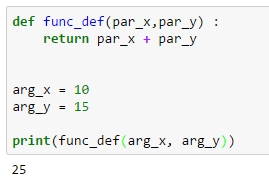 def func_def(par_x,par_y) :
    return par_x + par_y
arg_x = 10
arg_y = 15
print(func_def(arg_x, arg_y))
25